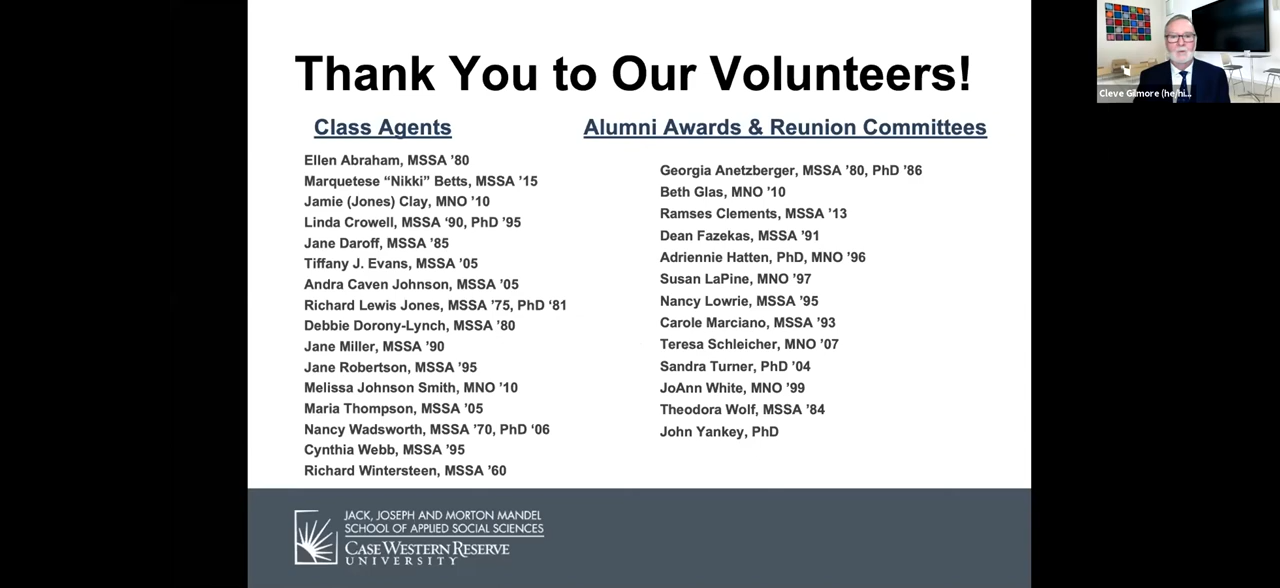 Thank You to Our Volunteers!
Class Agents
Ellen Abraham, MSSA ’80
Marquetese “Nikki” Betts, MSSA ’15
Jamie (Jones) Clay, MNO ’10
Linda Crowell, MSSA ‘90, PhD ’95
Jane Daroff, MSSA ’85
Tiffany J. Evans, MSSA ’05
Andra Caven Johnson, MSSA ’05
Richard Lewis Jones, MSSA ’75, PhD ‘81
Debbie Dorony-Lynch, MSSA ’80
Jane Miller, MSSA ’90
Jane Robertson, MSSA ’95
Melissa Johnson Smith, MNO ’10
Maria Thompson, MSSA ’05
Nancy Wadsworth, MSSA ’70, PhD ‘06
Cynthia Webb, MSSA ’95
Richard Wintersteen, MSSA ’60
Alumni Awards & Reunion Committees
Georgia Anetzberger, MSSA ’80, PhD ’86
Beth Glas, MNO ’10
Ramses Clements, MSSA ’13
Dean Fazekas, MSSA ’91
Adriennie Hatten, PhD, MNO ’96
Susan LaPine, MNO ’97
Nancy Lowrie, MSSA ’95
Carole Marciano, MSSA ’93
Teresa Schleicher, MNO ’07
Sandra Turner, PhD ’04
JoAnn White, MNO ’99
Theodora Wolf, MSSA ’84
John Yankey, PhD
JACK, JOSEPH AND MORTON MANDEL
SCHOOL OF APPLIED SOCIAL SCIENCES
CASE WESTERN RESERVE
UNIVERSITY
Cleve Gilmore (he/hi...